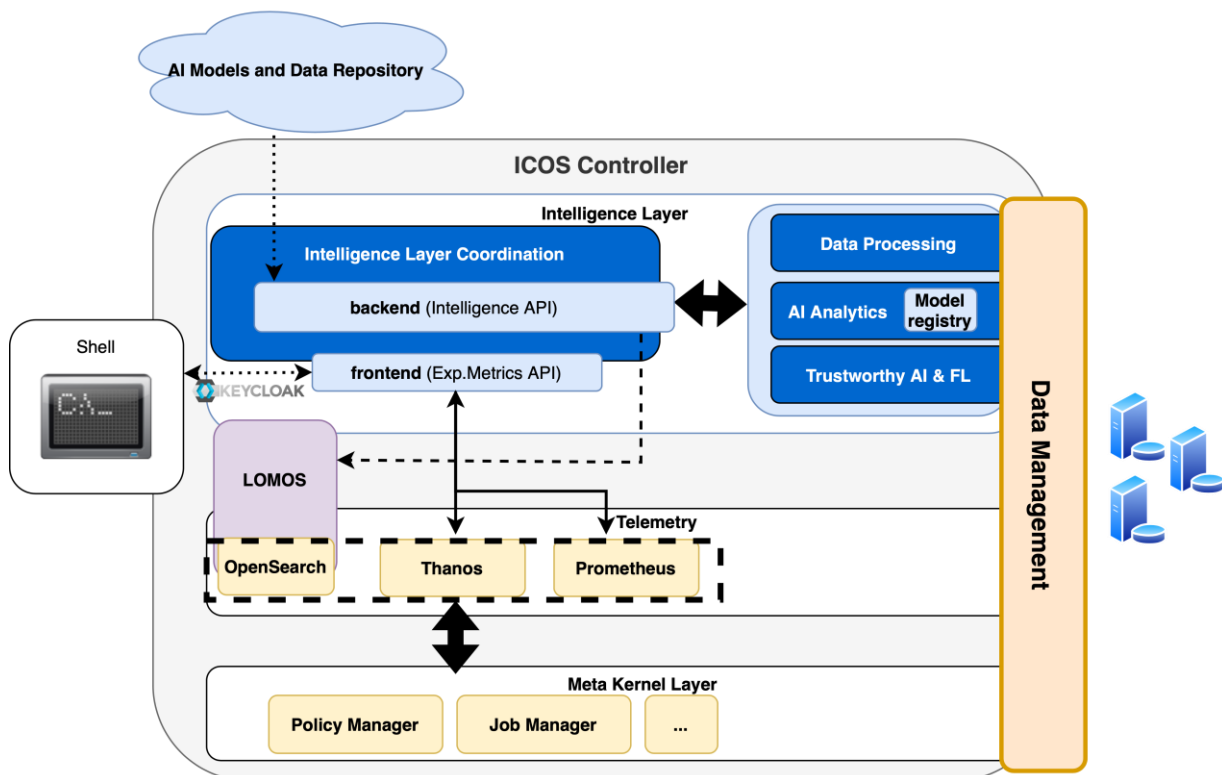 AI Models and Data Repository
ICOS Controller
Intelligence Layer
Intelligence Layer Coordination
backend (Intelligence API)
frontend (Exp.Metrics API)
Data Processing
AI Analytics
Model
registry
Trustworthy AI & FL
Shell
C:\_
KEYCLOAK
LOMOS
Telemetry
OpenSearch
Thanos
Prometheus
Meta Kernel Layer
Policy Manager
Job Manager
...
Data Management